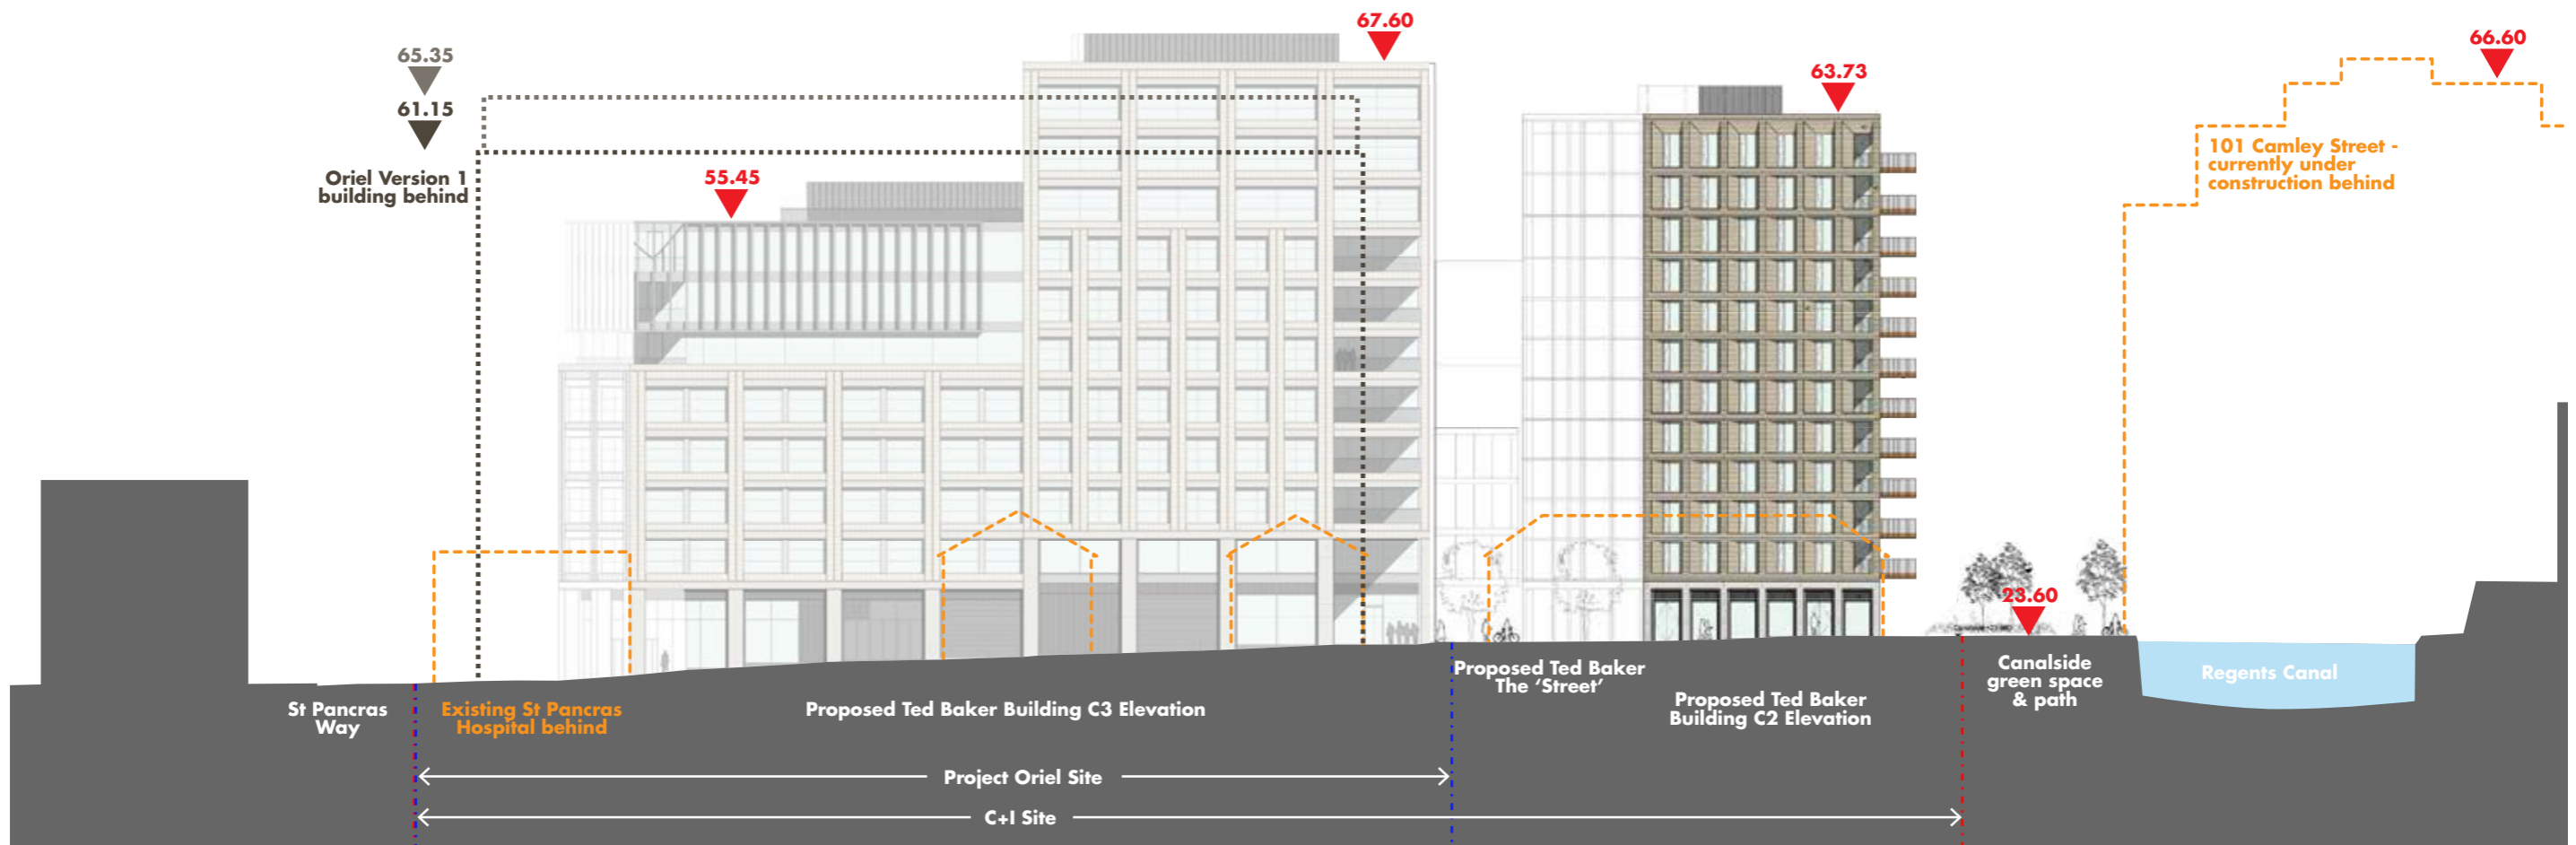 67.60
66.60
65.35
63.73
61.15
101 Camley Street -
currently under
construction behind
Oriel Version 1
building behind
55.45
23.60
Proposed Ted Baker
The ‘Street’
Canalside
green space
& path
Regents Canal
St Pancras
Way
Existing St Pancras
Hospital behind
Proposed Ted Baker Building C3 Elevation
Proposed Ted Baker
Building C2 Elevation
Project Oriel Site
C+I Site